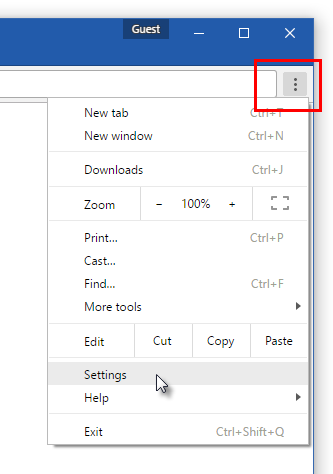 Guest
New tab Ctrl+T
New window Ctrl+N
Downloads Ctrl+J
Zoom − 100% +
Print... Ctrl+P
Cast...
Find... Ctrl+F
More tools
Edit Cut Copy Paste
Settings
Help
Exit Ctrl+Shift+Q